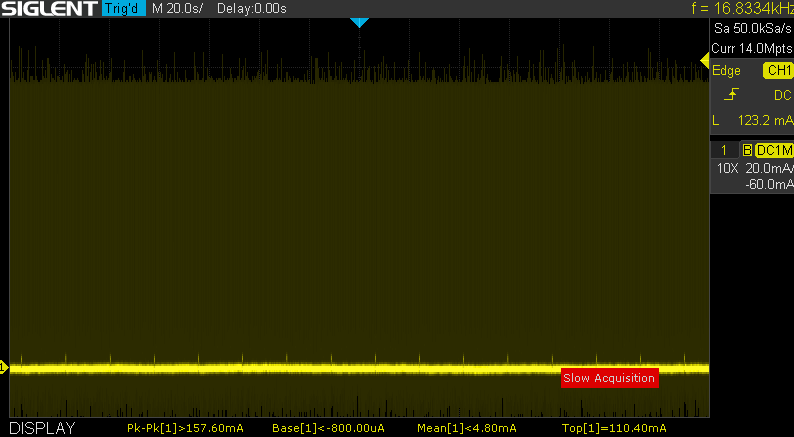 SIGLENT Trig'd M 20.0s/ Delay:0.00s f = 16.8334kHz
Sa 50.0kSa/s
Curr 14.0Mpts
Edge CH1
DC
L 123.2 mA
1 B DC1M
10X 20.0mA/
-60.0mA
1
Slow Acquisition
DISPLAY Pk-Pk[1]>157.60mA Base[1]<-800.00uA Mean[1]<4.80mA Top[1]=110.40mA